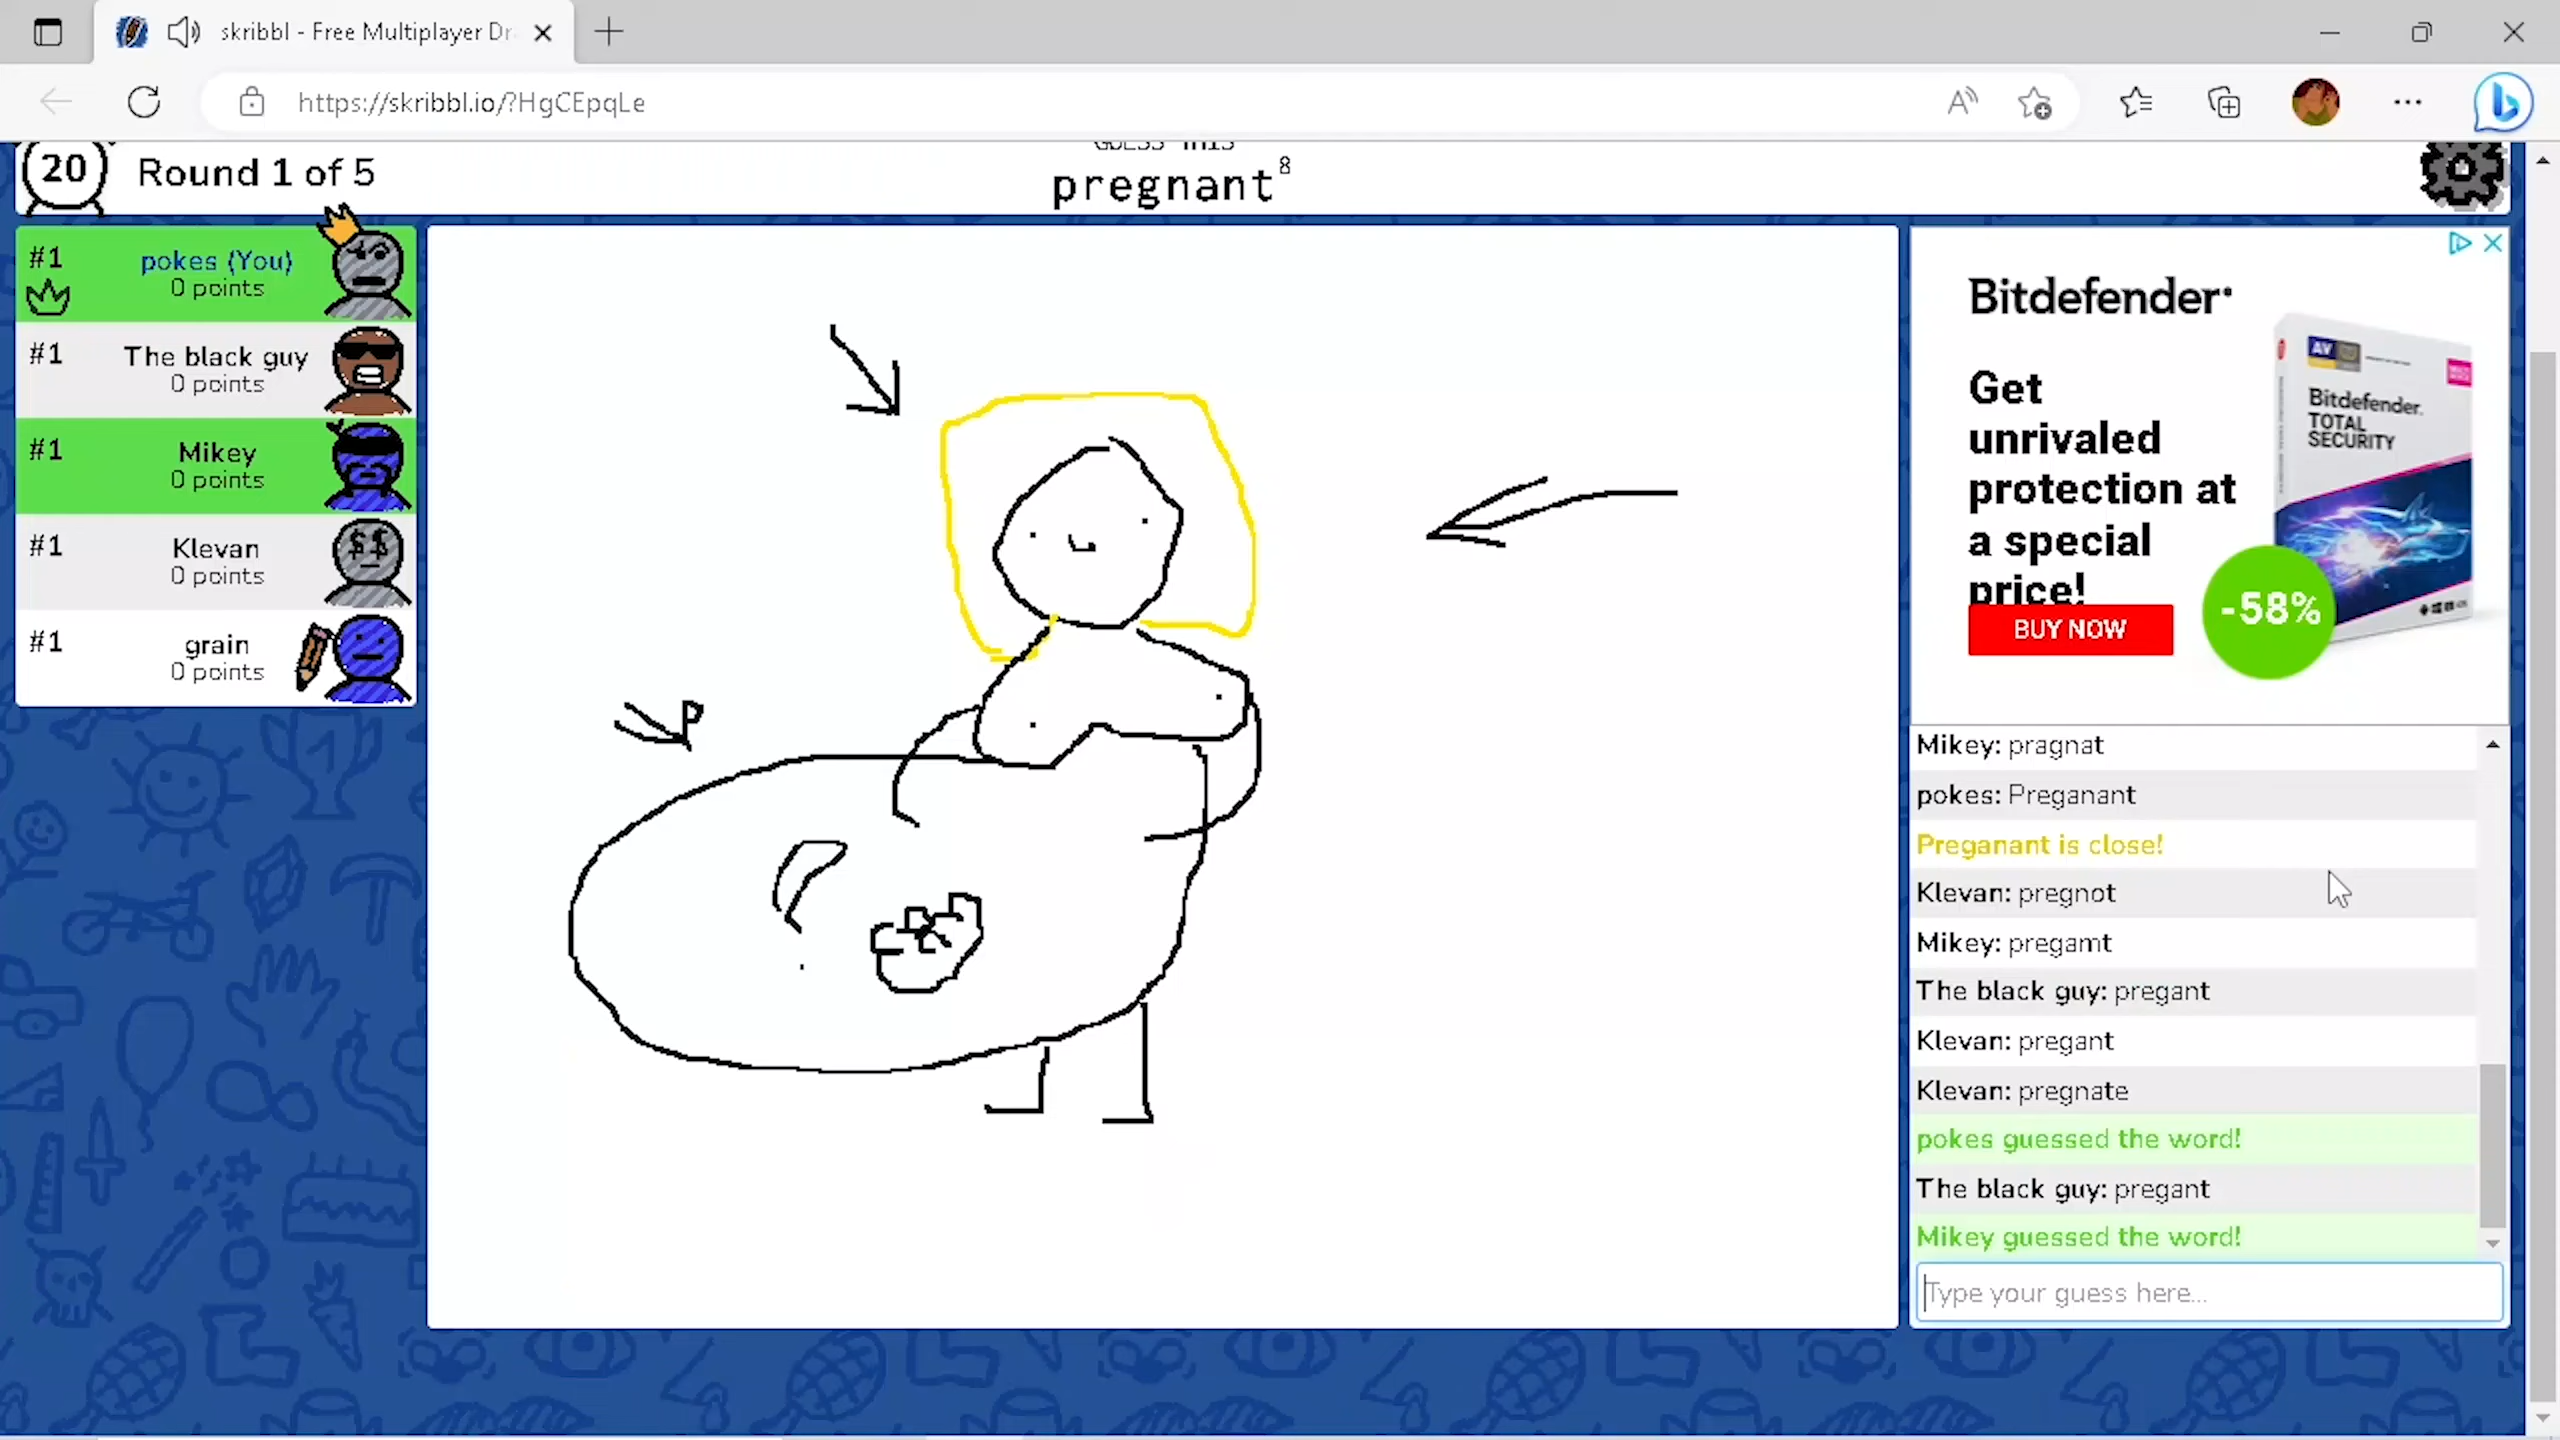 skribbl - Free Multiplayer Dr
https://skribbl.io/?HgCEpqLe
20
Round 1 of 5
GUESS THIS
pregnant 8
#1
pokes (You)
0 points
#1
The black guy
0 points
#1
Mikey
0 points
#1
Klevan
0 points
#1
grain
0 points
P
Bitdefender
Get
unrivaled
protection at
a special
price!
BUY NOW
-58%
AV
Bitdefender
TOTAL
SECURITY
Mikey: pragnat
pokes: Preganant
Preganant is close!
Klevan: pregnot
Mikey: pregamt
The black guy: pregant
Klevan: pregant
Klevan: pregnate
pokes guessed the word!
The black guy: pregant
Mikey guessed the word!
Type your guess here...